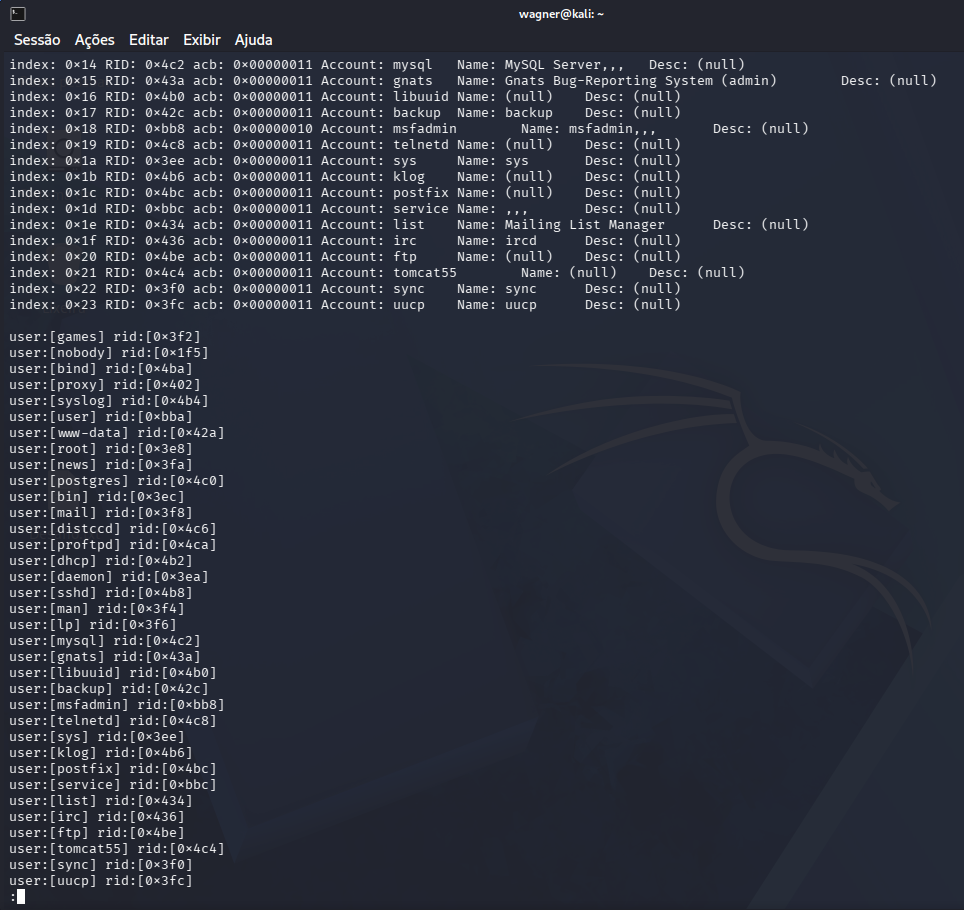 wagner@kali: ~
Sessão Ações Editar Exibir Ajuda
index: 0×14 RID: 0×4c2 acb: 0×00000011 Account: mysql Name: MySQL Server,,, Desc: (null)
index: 0×15 RID: 0×43a acb: 0×00000011 Account: gnats Name: Gnats Bug-Reporting System (admin) Desc: (null)
index: 0×16 RID: 0×4b0 acb: 0×00000011 Account: libuuid Name: (null) Desc: (null)
index: 0×17 RID: 0×42c acb: 0×00000011 Account: backup Name: backup Desc: (null)
index: 0×18 RID: 0×bb8 acb: 0×00000010 Account: msfadmin Name: msfadmin,,, Desc: (null)
index: 0×19 RID: 0×4c8 acb: 0×00000011 Account: telnetd Name: (null) Desc: (null)
index: 0×1a RID: 0×3ee acb: 0×00000011 Account: sys Name: sys Desc: (null)
index: 0×1b RID: 0×4b6 acb: 0×00000011 Account: klog Name: (null) Desc: (null)
index: 0×1c RID: 0×4bc acb: 0×00000011 Account: postfix Name: (null) Desc: (null)
index: 0×1d RID: 0×bbc acb: 0×00000011 Account: service Name: ,,, Desc: (null)
index: 0×1e RID: 0×434 acb: 0×00000011 Account: list Name: Mailing List Manager Desc: (null)
index: 0×1f RID: 0×436 acb: 0×00000011 Account: irc Name: ircd Desc: (null)
index: 0×20 RID: 0×4be acb: 0×00000011 Account: ftp Name: (null) Desc: (null)
index: 0×21 RID: 0×4c4 acb: 0×00000011 Account: tomcat55 Name: (null) Desc: (null)
index: 0×22 RID: 0×3f0 acb: 0×00000011 Account: sync Name: sync Desc: (null)
index: 0×23 RID: 0×3fc acb: 0×00000011 Account: uucp Name: uucp Desc: (null)
user:[games] rid:[0×3f2]
user:[nobody] rid:[0×1f5]
user:[bind] rid:[0×4ba]
user:[proxy] rid:[0×402]
user:[syslog] rid:[0×4b4]
user:[user] rid:[0×bba]
user:[www-data] rid:[0×42a]
user:[root] rid:[0×3e8]
user:[news] rid:[0×3fa]
user:[postgres] rid:[0×4c0]
user:[bin] rid:[0×3ec]
user:[mail] rid:[0×3f8]
user:[distccd] rid:[0×4c6]
user:[proftpd] rid:[0×4ca]
user:[dhcp] rid:[0×4b2]
user:[daemon] rid:[0×3ea]
user:[sshd] rid:[0×4b8]
user:[man] rid:[0×3f4]
user:[lp] rid:[0×3f6]
user:[mysql] rid:[0×4c2]
user:[gnats] rid:[0×43a]
user:[libuuid] rid:[0×4b0]
user:[backup] rid:[0×42c]
user:[msfadmin] rid:[0×bb8]
user:[telnetd] rid:[0×4c8]
user:[sys] rid:[0×3ee]
user:[klog] rid:[0×4b6]
user:[postfix] rid:[0×4bc]
user:[service] rid:[0×bbc]
user:[list] rid:[0×434]
user:[irc] rid:[0×436]
user:[ftp] rid:[0×4be]
user:[tomcat55] rid:[0×4c4]
user:[sync] rid:[0×3f0]
user:[uucp] rid:[0×3fc]
: